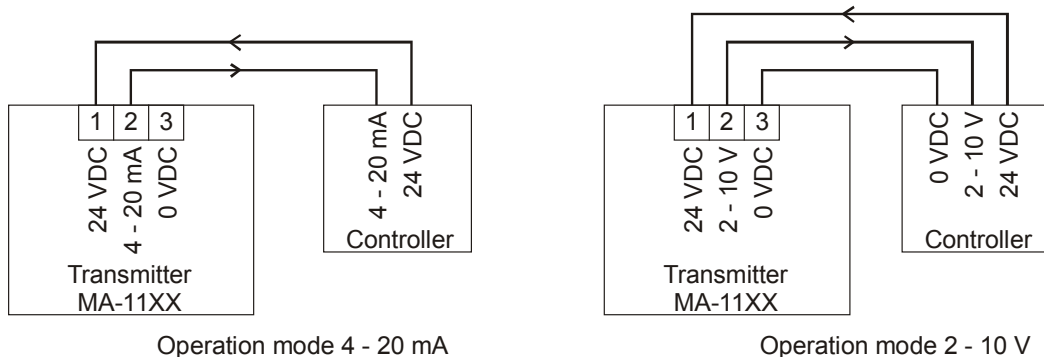 1 2 3
24 VDC
4 - 20 mA
0 VDC
Transmitter
MA-11XX
4 - 20 mA
24 VDC
Controller
Operation mode 4 - 20 mA
1 2 3
24 VDC
2 - 10 V
0 VDC
Transmitter
MA-11XX
0 VDC
2 - 10 V
24 VDC
Controller
Operation mode 2 - 10 V